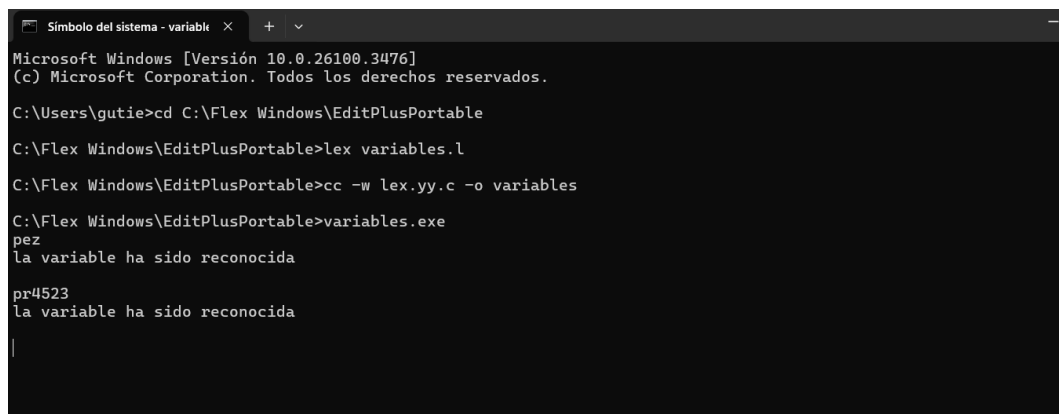 Símbolo del sistema - variable
Microsoft Windows [Versión 10.0.26100.3476]
(c) Microsoft Corporation. Todos los derechos reservados.
C:\Users\gutie>cd C:\Flex Windows\EditPlusPortable
C:\Flex Windows\EditPlusPortable>lex variables.l
C:\Flex Windows\EditPlusPortable>cc -w lex.yy.c -o variables
C:\Flex Windows\EditPlusPortable>variables.exe
pez
la variable ha sido reconocida
pr4523
la variable ha sido reconocida